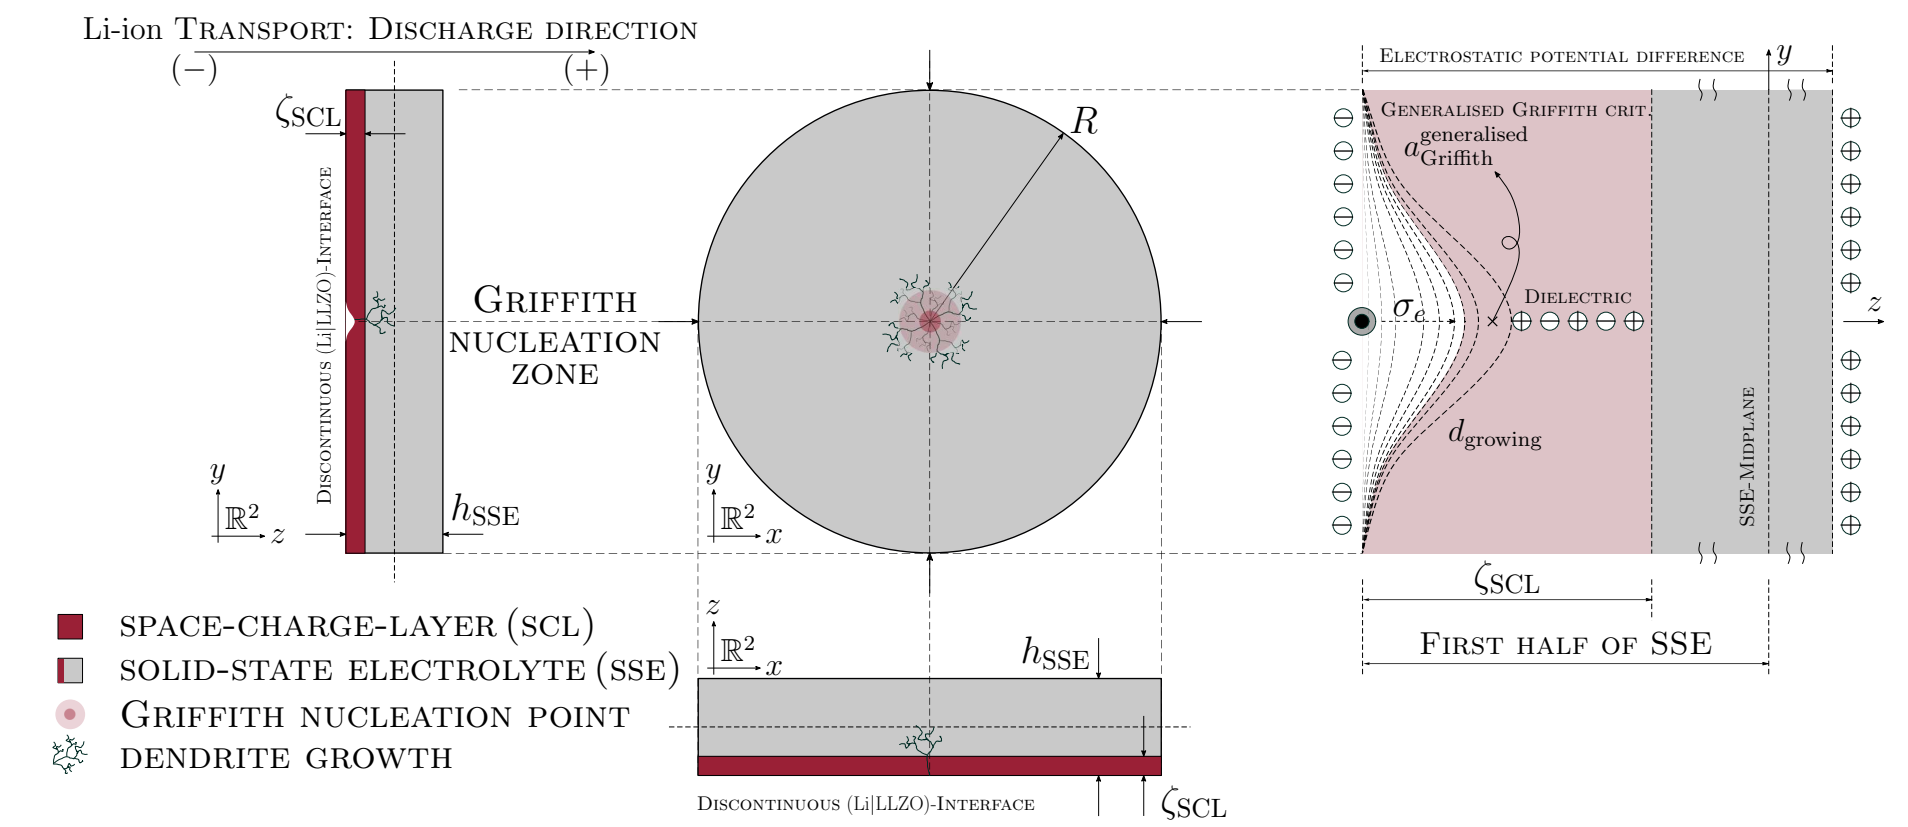 Li-ion Transport: Discharge direction
(−)
(+)
ζSCL
Discontinuous (Li|LLZO)-Interface
hSSE
y
ℝ²
z
Griffith
nucleation
zone
R
y
ℝ²
x
Electrostatic potential difference
y
Generalised Griffith crit.
a generalised Griffith
Dielectric
σe
z
dgrowing
SSE-Midplane
ζSCL
First half of SSE
space-charge-layer (scl)
solid-state electrolyte (sse)
Griffith nucleation point
dendrite growth
z
ℝ²
x
hSSE
Discontinuous (Li|LLZO)-Interface
ζSCL